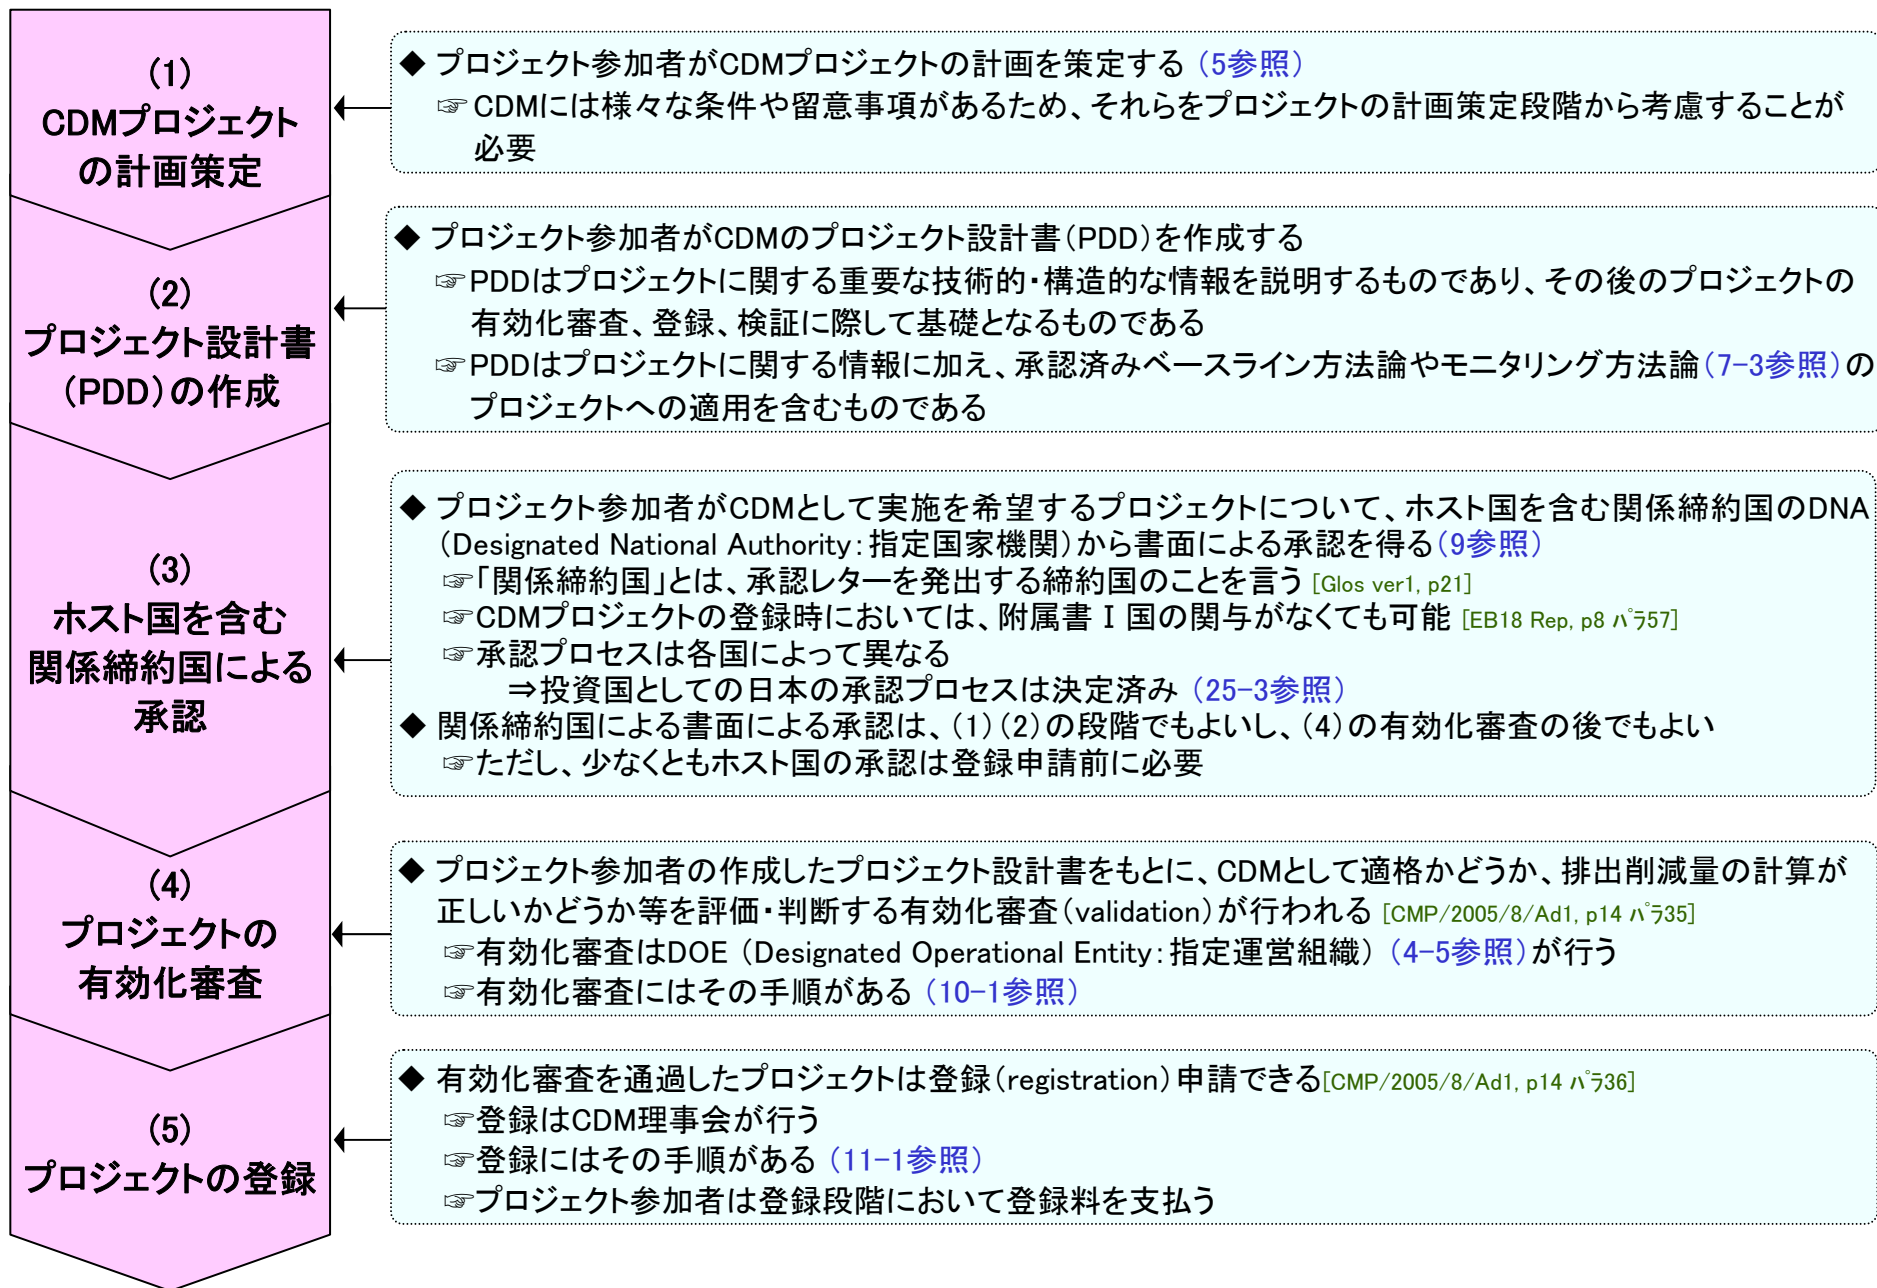 (1)
CDMプロジェクト
の計画策定
◆ プロジェクト参加者がCDMプロジェクトの計画を策定する (5参照)
☞CDMには様々な条件や留意事項があるため、それらをプロジェクトの計画策定段階から考慮することが
必要
(2)
プロジェクト設計書
(PDD)の作成
◆ プロジェクト参加者がCDMのプロジェクト設計書(PDD)を作成する
☞PDDはプロジェクトに関する重要な技術的・構造的な情報を説明するものであり、その後のプロジェクトの
有効化審査、登録、検証に際して基礎となるものである
☞PDDはプロジェクトに関する情報に加え、承認済みベースライン方法論やモニタリング方法論(7-3参照)の
プロジェクトへの適用を含むものである
(3)
ホスト国を含む
関係締約国による
承認
◆ プロジェクト参加者がCDMとして実施を希望するプロジェクトについて、ホスト国を含む関係締約国のDNA
(Designated National Authority:指定国家機関)から書面による承認を得る(9参照)
☞「関係締約国」とは、承認レターを発出する締約国のことを言う [Glos ver1, p21]
☞CDMプロジェクトの登録時においては、附属書Ⅰ国の関与がなくても可能 [EB18 Rep, p8 パラ57]
☞承認プロセスは各国によって異なる
⇒投資国としての日本の承認プロセスは決定済み (25-3参照)
◆ 関係締約国による書面による承認は、(1)(2)の段階でもよいし、(4)の有効化審査の後でもよい
☞ただし、少なくともホスト国の承認は登録申請前に必要
(4)
プロジェクトの
有効化審査
◆ プロジェクト参加者の作成したプロジェクト設計書をもとに、CDMとして適格かどうか、排出削減量の計算が
正しいかどうか等を評価・判断する有効化審査(validation)が行われる [CMP/2005/8/Ad1, p14 パラ35]
☞有効化審査はDOE (Designated Operational Entity:指定運営組織) (4-5参照)が行う
☞有効化審査にはその手順がある (10-1参照)
(5)
プロジェクトの登録
◆ 有効化審査を通過したプロジェクトは登録(registration)申請できる[CMP/2005/8/Ad1, p14 パラ36]
☞登録はCDM理事会が行う
☞登録にはその手順がある (11-1参照)
☞プロジェクト参加者は登録段階において登録料を支払う